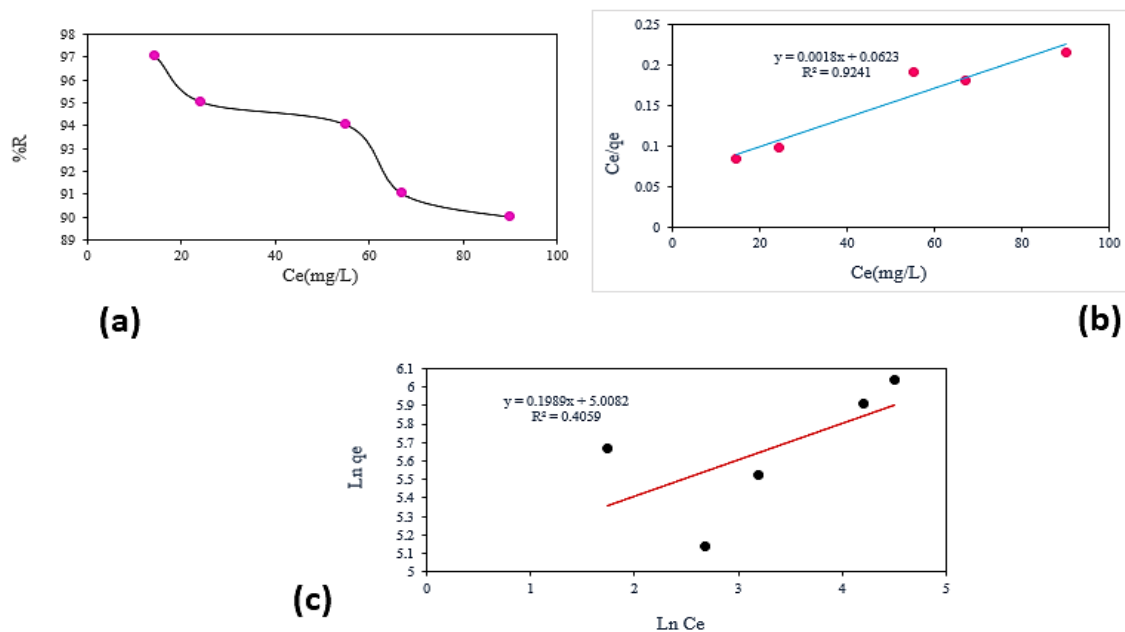 98
97
96
95
94
93
92
91
90
89
%R
0 20 40 60 80 100
Ce(mg/L)
(a)
0.25
0.2
0.15
0.1
0.05
0
Ce/qe
y = 0.0018x + 0.0623
R² = 0.9241
0 20 40 60 80 100
Ce(mg/L)
(b)
6.1
6
5.9
5.8
5.7
5.6
5.5
5.4
5.3
5.2
5.1
5
Ln qe
y = 0.1989x + 5.0082
R² = 0.4059
0 1 2 3 4 5
Ln Ce
(c)